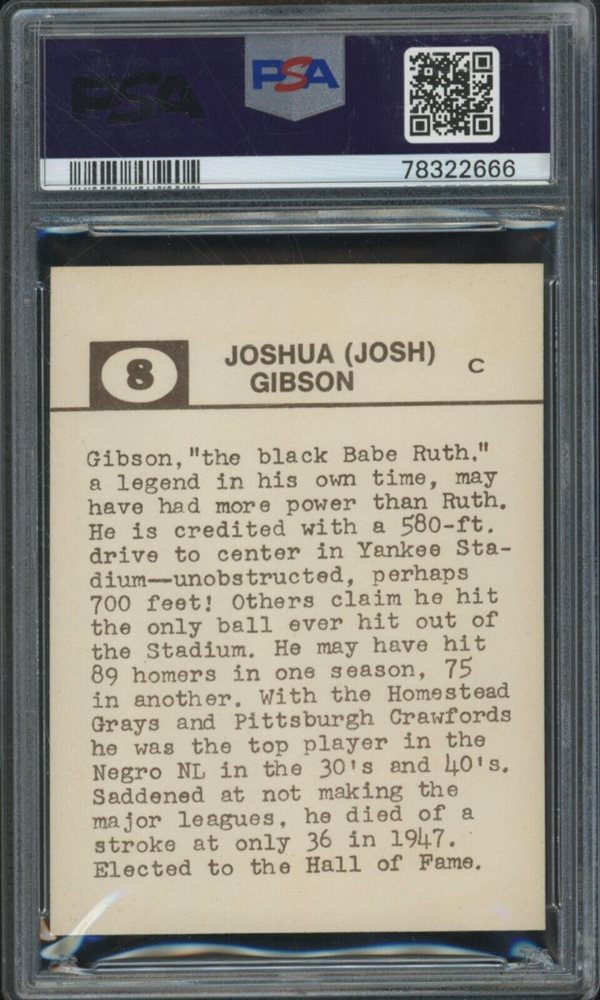 PSA
PSA
78322666
8
JOSHUA (JOSH)
GIBSON
C
Gibson, "the black Babe Ruth,"
a legend in his own time, may
have had more power than Ruth.
He is credited with a 580-ft.
drive to center in Yankee Sta-
dium—unobstructed, perhaps
700 feet! Others claim he hit
the only ball ever hit out of
the Stadium. He may have hit
89 homers in one season, 75
in another. With the Homestead
Grays and Pittsburgh Crawfords
he was the top player in the
Negro NL in the 30's and 40's.
Saddened at not making the
major leagues, he died of a
stroke at only 36 in 1947.
Elected to the Hall of Fame.